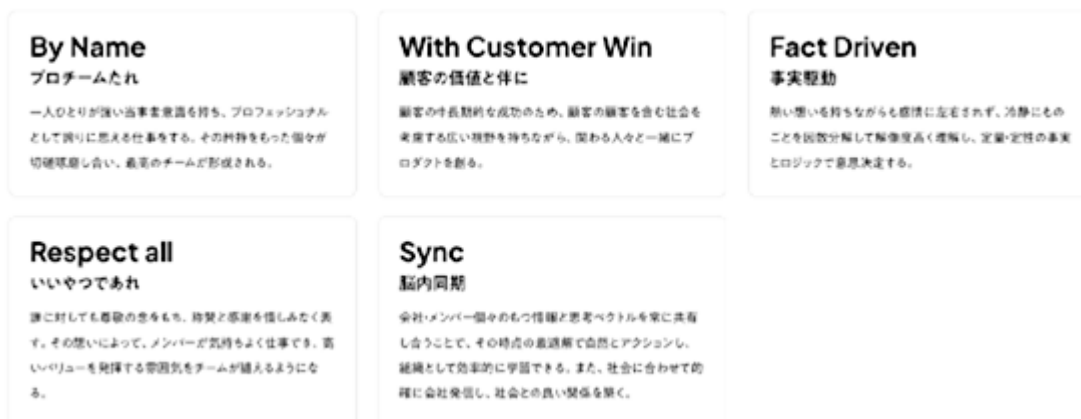 By Name
プロチームたれ
一人ひとりが強い当事者意識を持ち、プロフェッショナル
として誇りに思える仕事をする。その矜持をもった個々が
切磋琢磨し合い、最高のチームが形成される。
With Customer Win
顧客の価値と伴に
顧客の中長期的な成功のため、顧客の顧客を含む社会を
考慮する広い視野を持ちながら、関わる人々と一緒にプ
ロダクトを創る。
Fact Driven
事実駆動
熱い想いを持ちながらも感情に左右されず、冷静にもの
ごとを因数分解して解像度高く理解し、定量・定性の事実
とロジックで意思決定する。
Respect all
いいやつであれ
誰に対しても尊敬の念をもち、称賛と感謝を惜しみなく表
す。その想いによって、メンバーが気持ちよく仕事でき、高
いバリューを発揮する雰囲気をチームが纏えるようにな
る。
Sync
脳内同期
会社・メンバー個々のもつ情報と思考ベクトルを常に共有
し合うことで、その時点の最適解で自然とアクションし、
組織として効率的に学習できる。また、社会に合わせて的
確に会社発信し、社会との良い関係を築く。